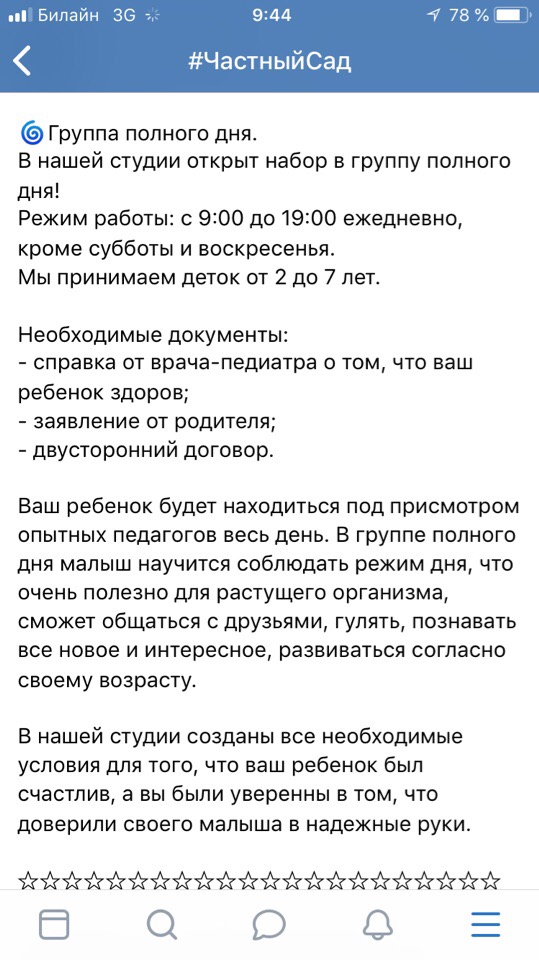 Билайн 3G 9:44 78 %
#ЧастныйСад
🌀Группа полного дня.
В нашей студии открыт набор в группу полного
дня!
Режим работы: с 9:00 до 19:00 ежедневно,
кроме субботы и воскресенья.
Мы принимаем деток от 2 до 7 лет.
Необходимые документы:
- справка от врача-педиатра о том, что ваш
ребенок здоров;
- заявление от родителя;
- двусторонний договор.
Ваш ребенок будет находиться под присмотром
опытных педагогов весь день. В группе полного
дня малыш научится соблюдать режим дня, что
очень полезно для растущего организма,
сможет общаться с друзьями, гулять, познавать
все новое и интересное, развиваться согласно
своему возрасту.
В нашей студии созданы все необходимые
условия для того, что ваш ребенок был
счастлив, а вы были уверенны в том, что
доверили своего малыша в надежные руки.
☆☆☆☆☆☆☆☆☆☆☆☆☆☆☆☆☆☆☆☆☆☆